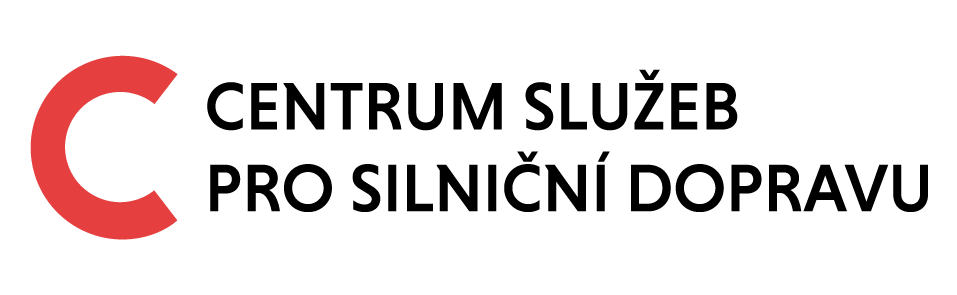 CENTRUM SLUŽEB
PRO SILNIČNÍ DOPRAVU